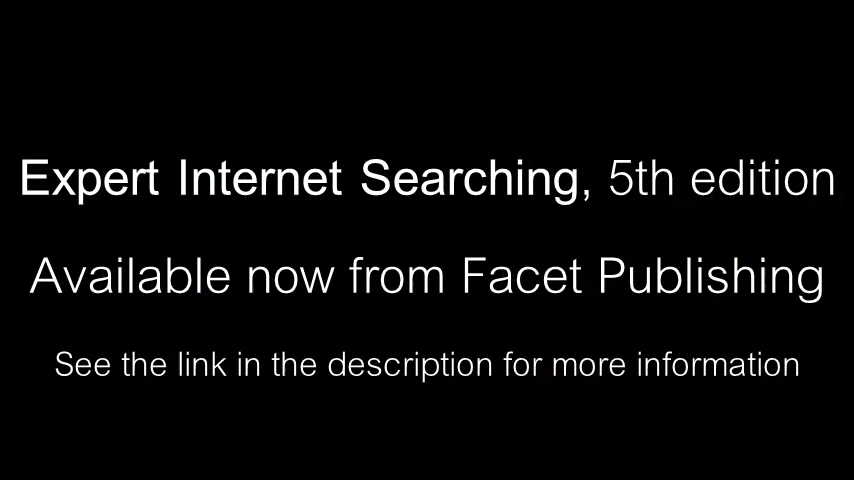 Expert Internet Searching, 5th edition
Available now from Facet Publishing
See the link in the description for more information